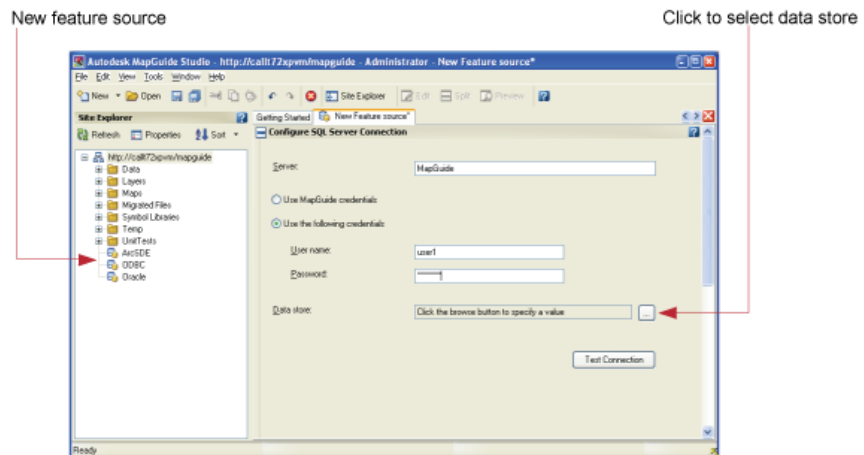 New feature source
Click to select data store
Autodesk MapGuide Studio - http://callt72xpvm/mapguide - Administrator - New Feature source*
File Edit View Tools Window Help
New Open Site Explorer Edit Split Preview
Site Explorer
Refresh Properties Sort
http://callt72xpvm/mapguide
Data
Layers
Maps
Migrated Files
Symbol Libraries
Temp
UnitTests
ArcSDE
ODBC
Oracle
Getting Started New Feature source*
Configure SQL Server Connection
Server: MapGuide
Use MapGuide credentials
Use the following credentials
User name: user1
Password:
Data store: Click the browse button to specify a value ...
Test Connection
Ready